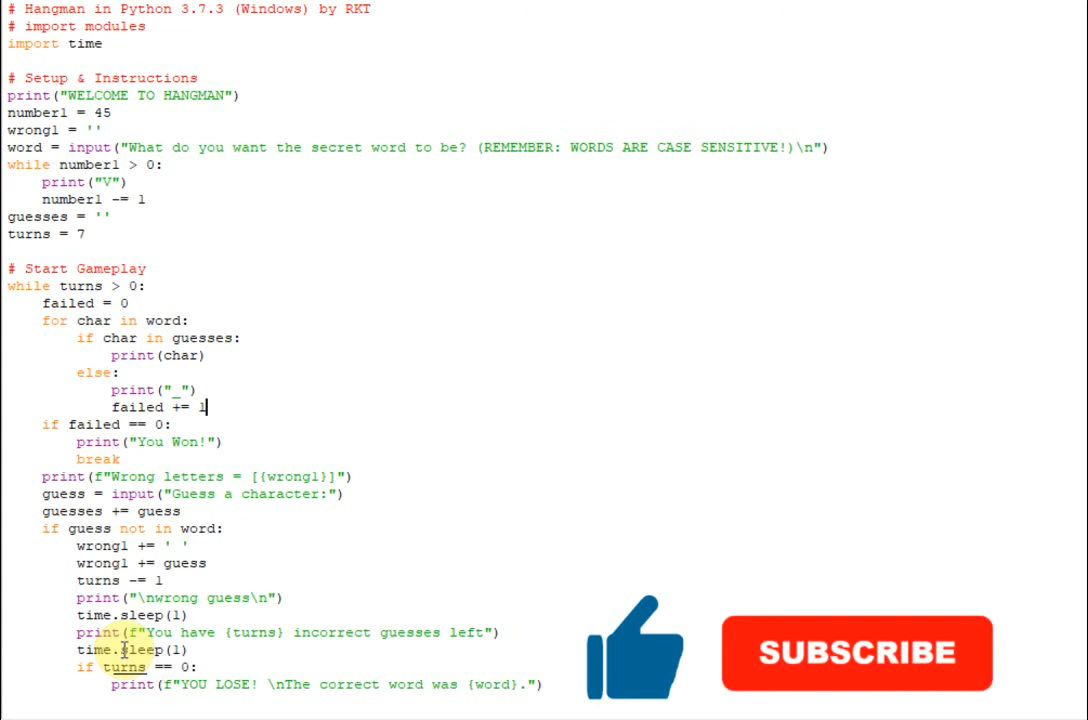 # Hangman in Python 3.7.3 (Windows) by RKT
# import modules
import time
# Setup & Instructions
print("WELCOME TO HANGMAN")
number1 = 45
wrong1 = ''
word = input("What do you want the secret word to be? (REMEMBER: WORDS ARE CASE SENSITIVE!)\n")
while number1 > 0:
    print("V")
    number1 -= 1
guesses = ''
turns = 7
# Start Gameplay
while turns > 0:
    failed = 0
    for char in word:
        if char in guesses:
            print(char)
        else:
            print("_")
            failed += 1
    if failed == 0:
        print("You Won!")
        break
    print(f"Wrong letters = [{wrong1}]")
    guess = input("Guess a character:")
    guesses += guess
    if guess not in word:
        wrong1 += ' '
        wrong1 += guess
        turns -= 1
        print("\nwrong guess\n")
        time.sleep(1)
        print(f"You have {turns} incorrect guesses left")
        time.sleep(1)
        if turns == 0:
            print(f"YOU LOSE! \nThe correct word was {word}.")
SUBSCRIBE